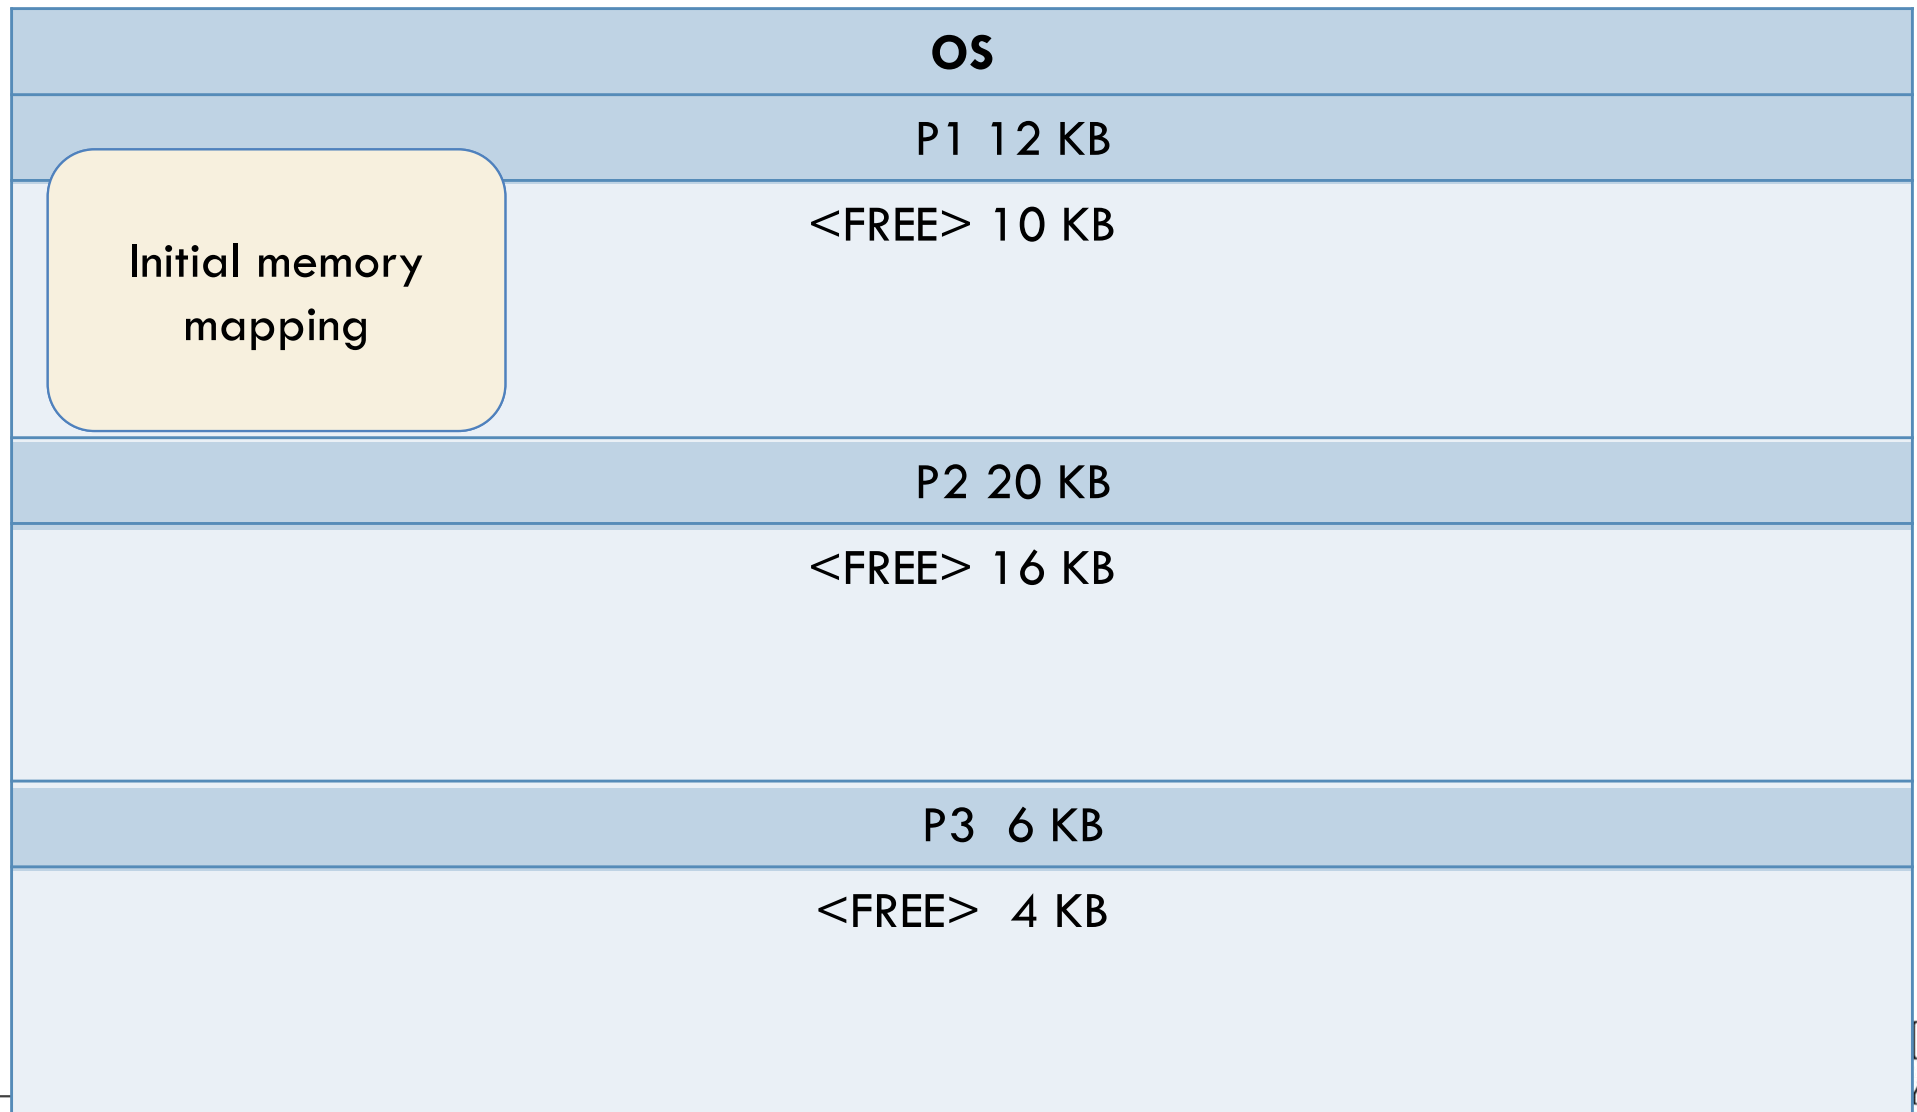 OS
P1 12 KB
<FREE> 10 KB
Initial memory
mapping
P2 20 KB
<FREE> 16 KB
P3 6 KB
<FREE> 4 KB